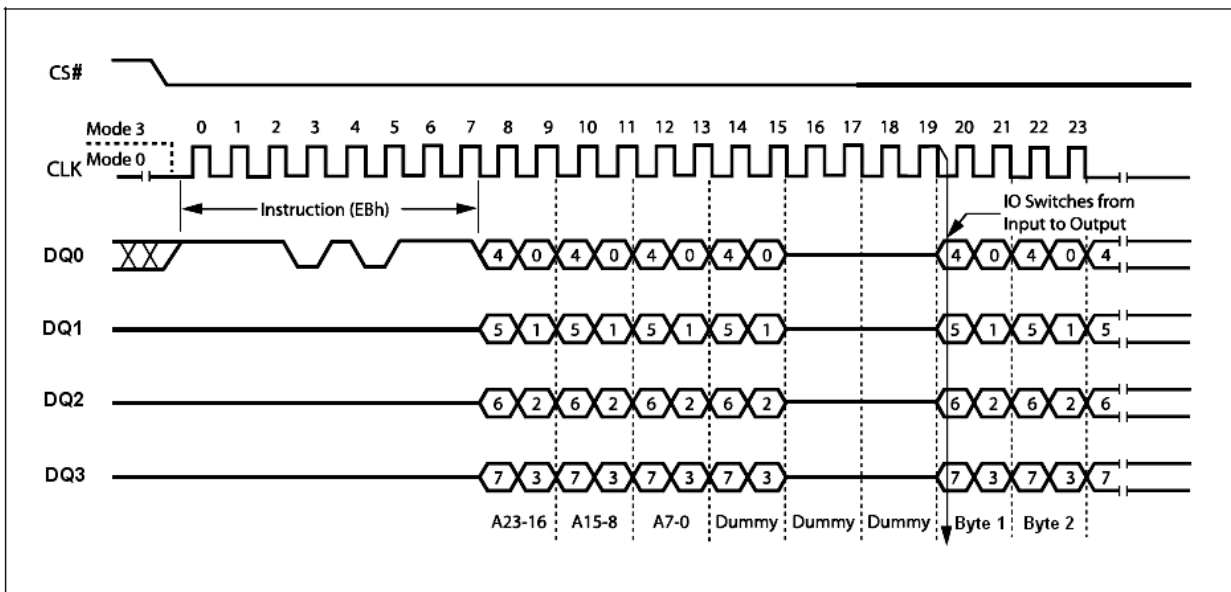 CS#
Mode 3
0 1 2 3 4 5 6 7 8 9 10 11 12 13 14 15 16 17 18 19 20 21 22 23
CLK
Mode 0
Instruction (EBh)
IO Switches from
Input to Output
DQ0
4 0 4 0 4 0 4 0 4 0 4 0 4
DQ1
5 1 5 1 5 1 5 1 5 1 5 1 5
DQ2
6 2 6 2 6 2 6 2 6 2 6 2 6
DQ3
7 3 7 3 7 3 7 3 7 3 7 3 7
A23-16 A15-8 A7-0 Dummy Dummy Dummy Byte 1 Byte 2